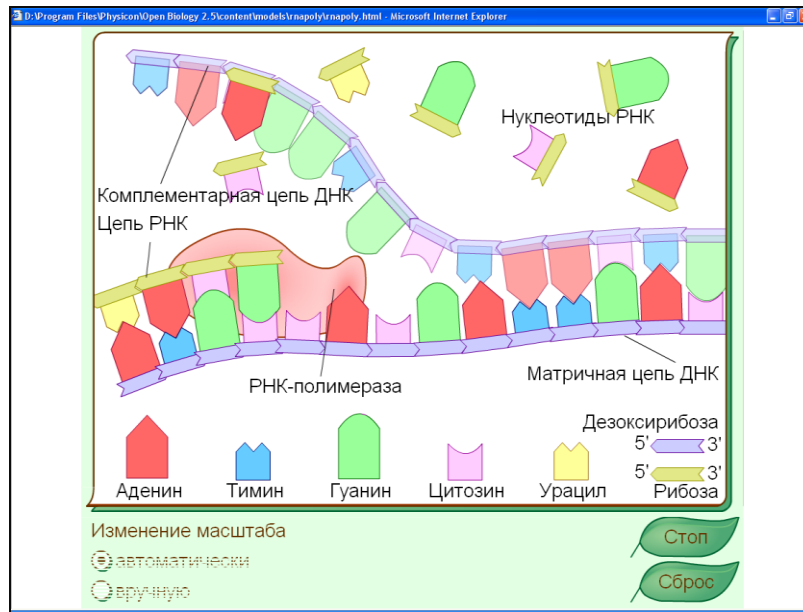 D:\Program Files\Physicon\Open Biology 2.5\content\models\rnapoly\rnapoly.html - Microsoft Internet Explorer
Нуклеотиды РНК
Комплементарная цепь ДНК
Цепь РНК
РНК-полимераза
Матричная цепь ДНК
Дезоксирибоза
5' 3'
5' 3'
Аденин Тимин Гуанин Цитозин Урацил Рибоза
Изменение масштаба
автоматически
вручную
Стоп
Сброс